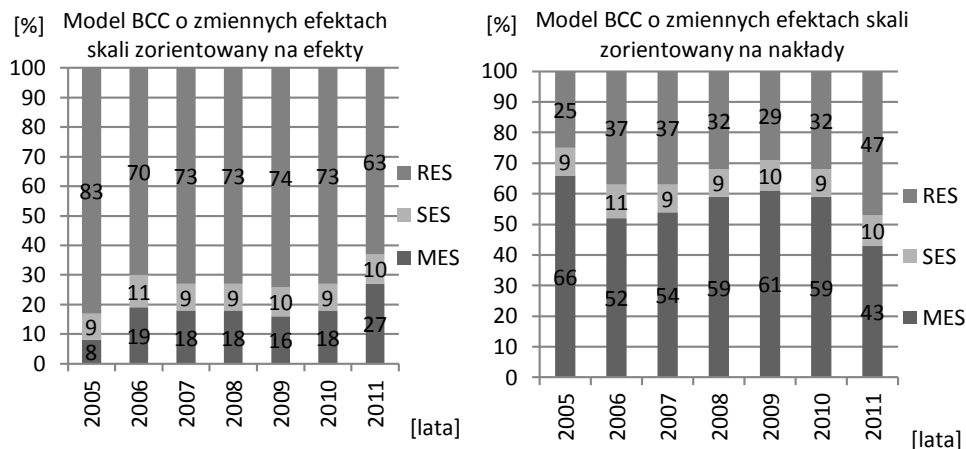 [%]
Model BCC o zmiennych efektach
skali zorientowany na efekty
100
90
80
70
60
50
40
30
20
10
0
83 70 73 73 74 73 63
9 11 9 9 10 9 10
8 19 18 18 16 18 27
RES
SES
MES
2005 2006 2007 2008 2009 2010 2011
[lata]
[%]
Model BCC o zmiennych efektach skali
zorientowany na nakłady
100
90
80
70
60
50
40
30
20
10
0
25 37 37 32 29 32 47
9 11 9 9 10 9 10
66 52 54 59 61 59 43
RES
SES
MES
2005 2006 2007 2008 2009 2010 2011
[lata]